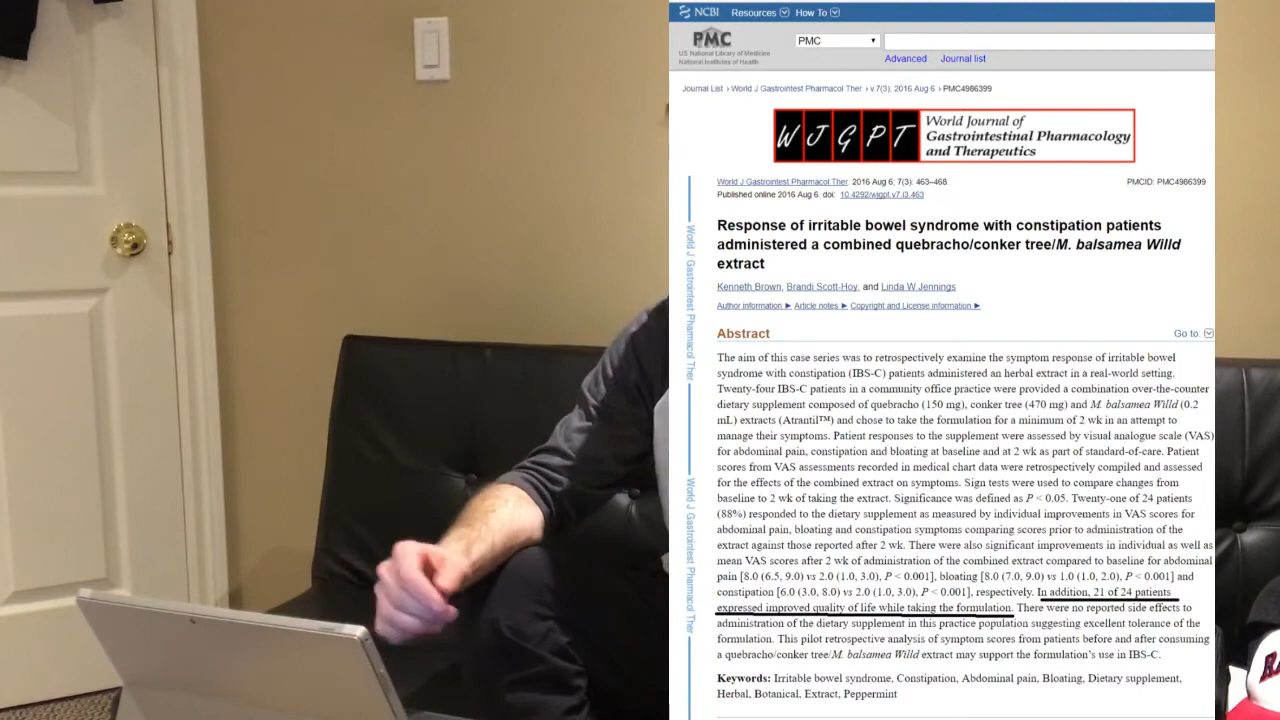 NCBI Resources How To
PMC
US National Library of Medicine
National Institutes of Health
PMC
Advanced Journal list
Journal List › World J Gastrointest Pharmacol Ther › v.7(3); 2016 Aug 6 › PMC4986399
W J G P T
World Journal of
Gastrointestinal Pharmacology
and Therapeutics
World J Gastrointest Pharmacol Ther. 2016 Aug 6; 7(3): 463–468. PMCID: PMC4986399
Published online 2016 Aug 6. doi: 10.4292/wjgpt.v7.i3.463
Response of irritable bowel syndrome with constipation patients
administered a combined quebracho/conker tree/M. balsamea Willd
extract
Kenneth Brown, Brandi Scott-Hoy, and Linda W Jennings
Author information ► Article notes ► Copyright and License information ►
Abstract Go to:
The aim of this case series was to retrospectively examine the symptom response of irritable bowel
syndrome with constipation (IBS-C) patients administered an herbal extract in a real-world setting.
Twenty-four IBS-C patients in a community office practice were provided a combination over-the-counter
dietary supplement composed of quebracho (150 mg), conker tree (470 mg) and M. balsamea Willd (0.2
mL) extracts (Atrantil™) and chose to take the formulation for a minimum of 2 wk in an attempt to
manage their symptoms. Patient responses to the supplement were assessed by visual analogue scale (VAS)
for abdominal pain, constipation and bloating at baseline and at 2 wk as part of standard-of-care. Patient
scores from VAS assessments recorded in medical chart data were retrospectively compiled and assessed
for the effects of the combined extract on symptoms. Sign tests were used to compare changes from
baseline to 2 wk of taking the extract. Significance was defined as P < 0.05. Twenty-one of 24 patients
(88%) responded to the dietary supplement as measured by individual improvements in VAS scores for
abdominal pain, bloating and constipation symptoms comparing scores prior to administration of the
extract against those reported after 2 wk. There were also significant improvements in individual as well as
mean VAS scores after 2 wk of administration of the combined extract compared to baseline for abdominal
pain [8.0 (6.5, 9.0) vs 2.0 (1.0, 3.0), P < 0.001], bloating [8.0 (7.0, 9.0) vs 1.0 (1.0, 2.0), P < 0.001] and
constipation [6.0 (3.0, 8.0) vs 2.0 (1.0, 3.0), P < 0.001], respectively. In addition, 21 of 24 patients
expressed improved quality of life while taking the formulation. There were no reported side effects to
administration of the dietary supplement in this practice population suggesting excellent tolerance of the
formulation. This pilot retrospective analysis of symptom scores from patients before and after consuming
a quebracho/conker tree/M. balsamea Willd extract may support the formulation's use in IBS-C.
Keywords: Irritable bowel syndrome, Constipation, Abdominal pain, Bloating, Dietary supplement,
Herbal, Botanical, Extract, Peppermint
World J Gastrointest Pharmacol Ther
World J Gastrointest Pharmacol Ther